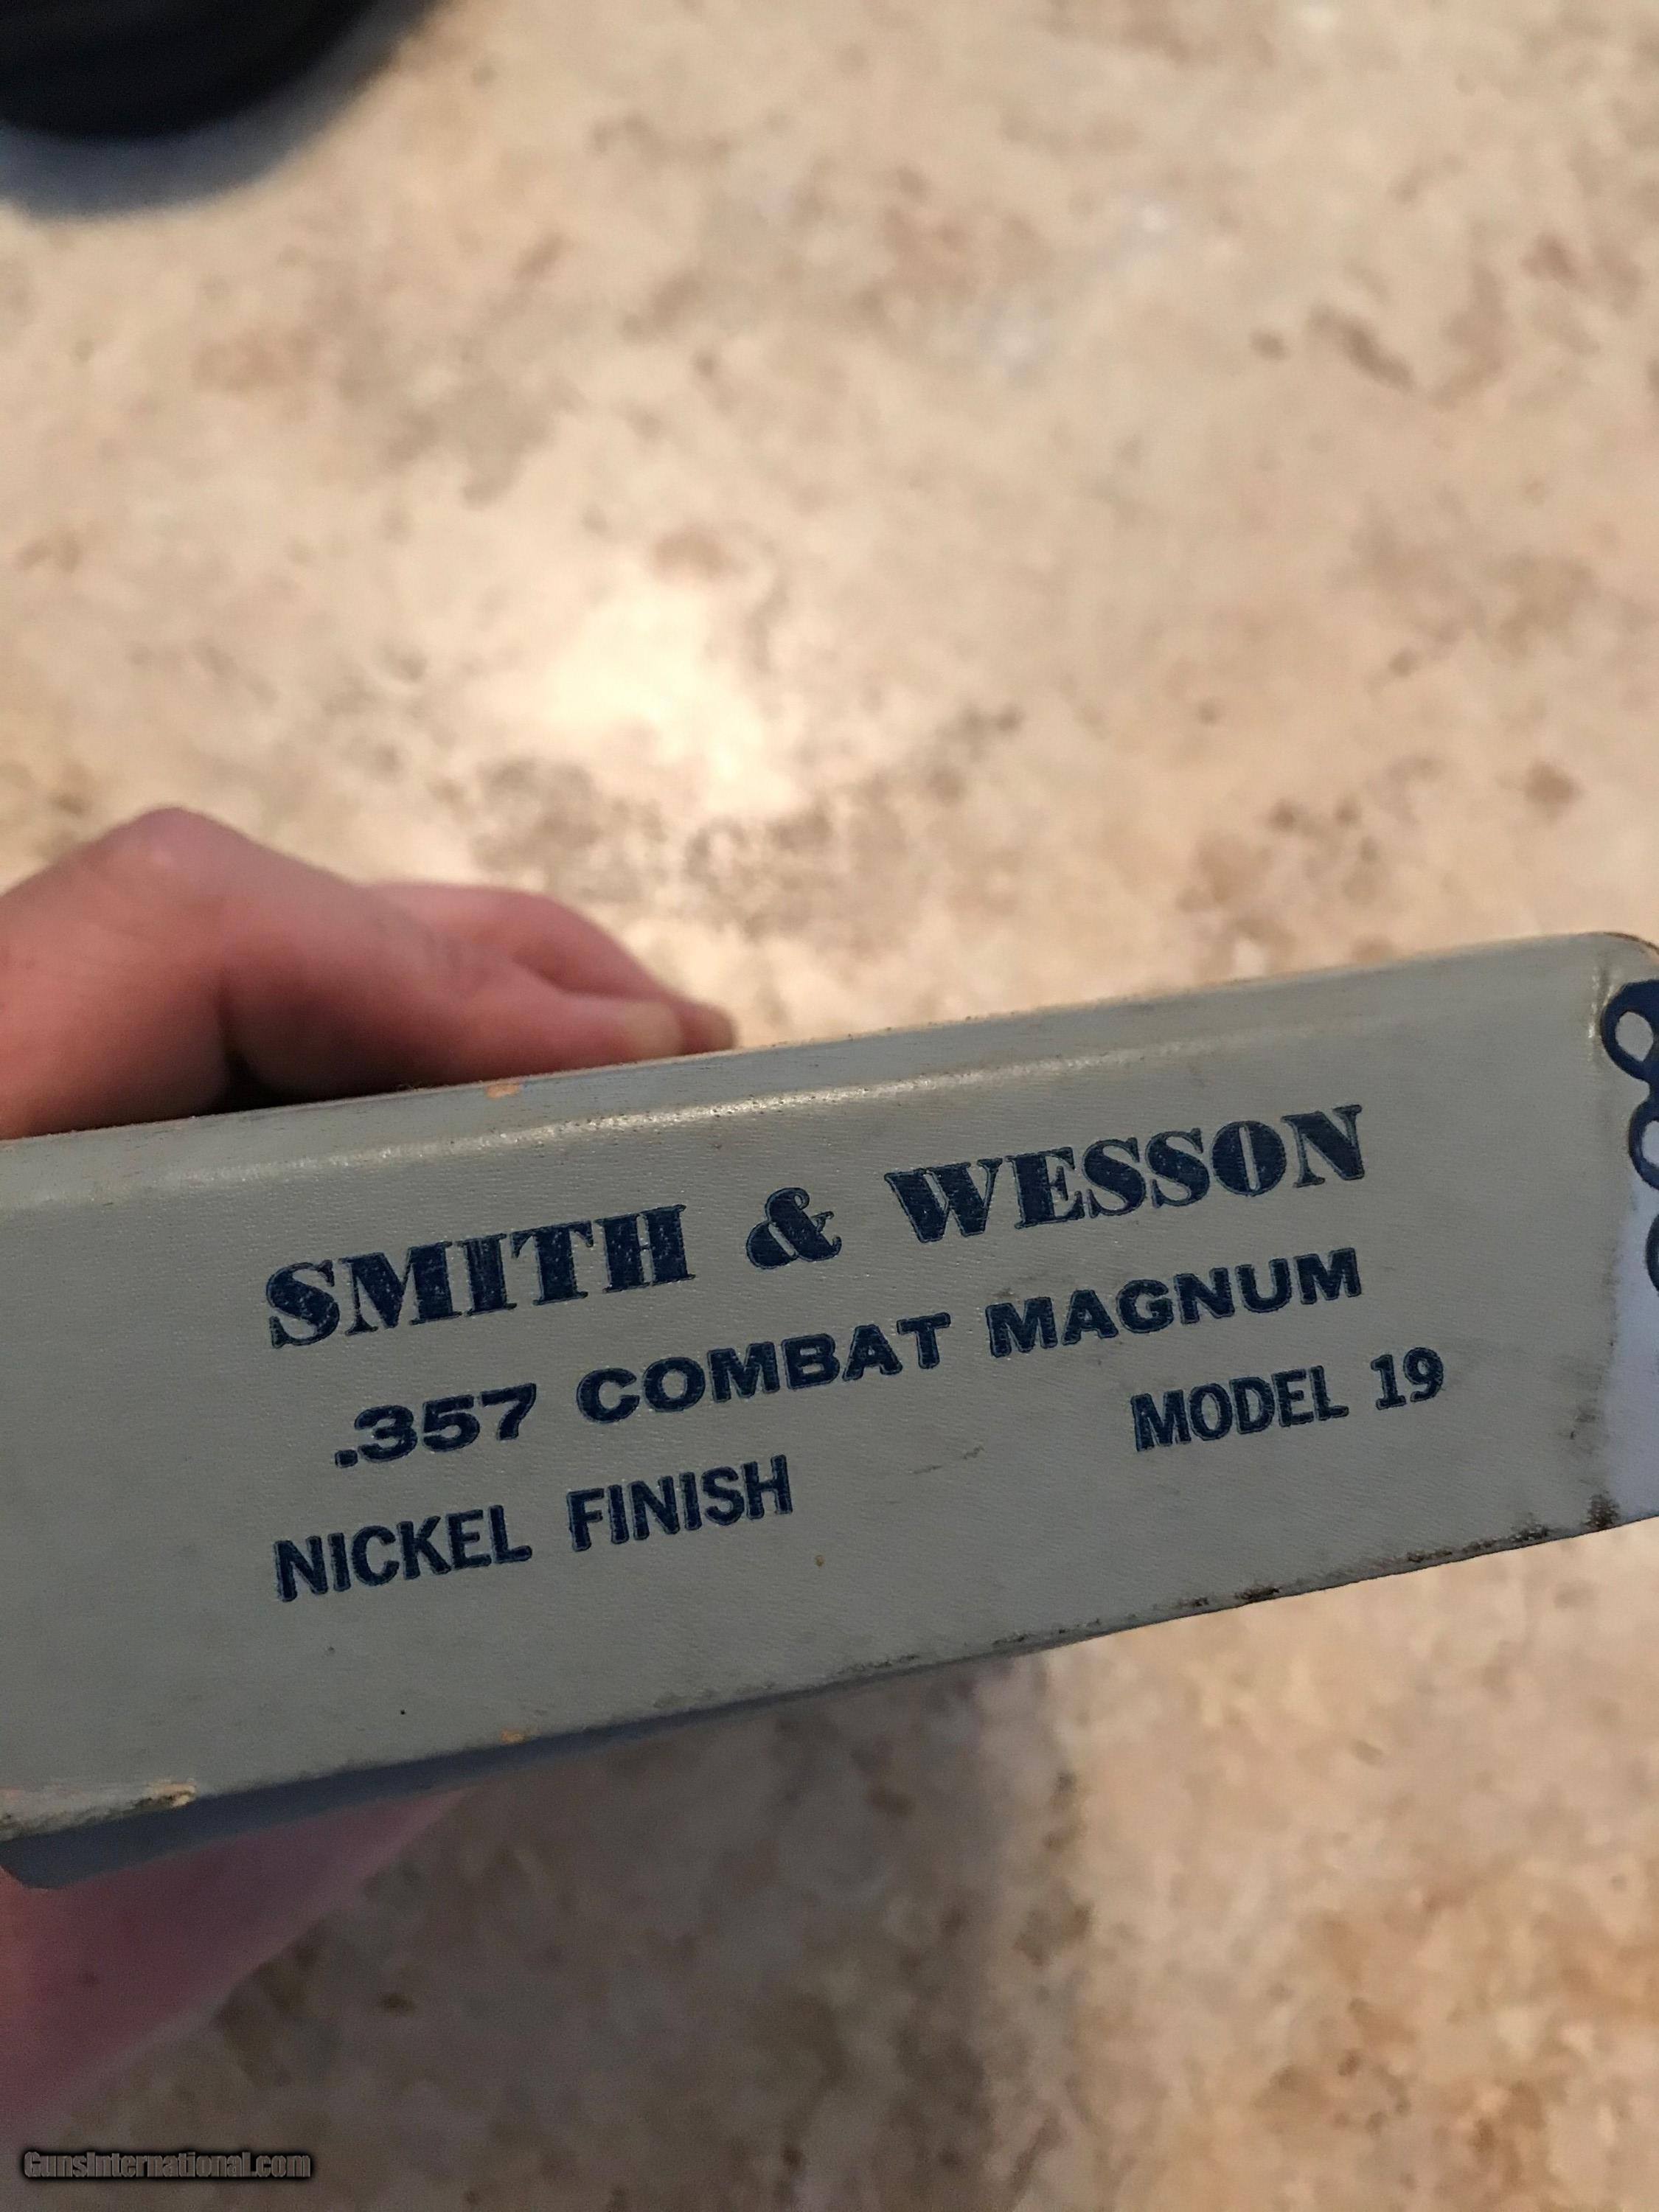 SMITH & WESSON
.357 COMBAT MAGNUM
NICKEL FINISH MODEL 19
GunsInternational.com